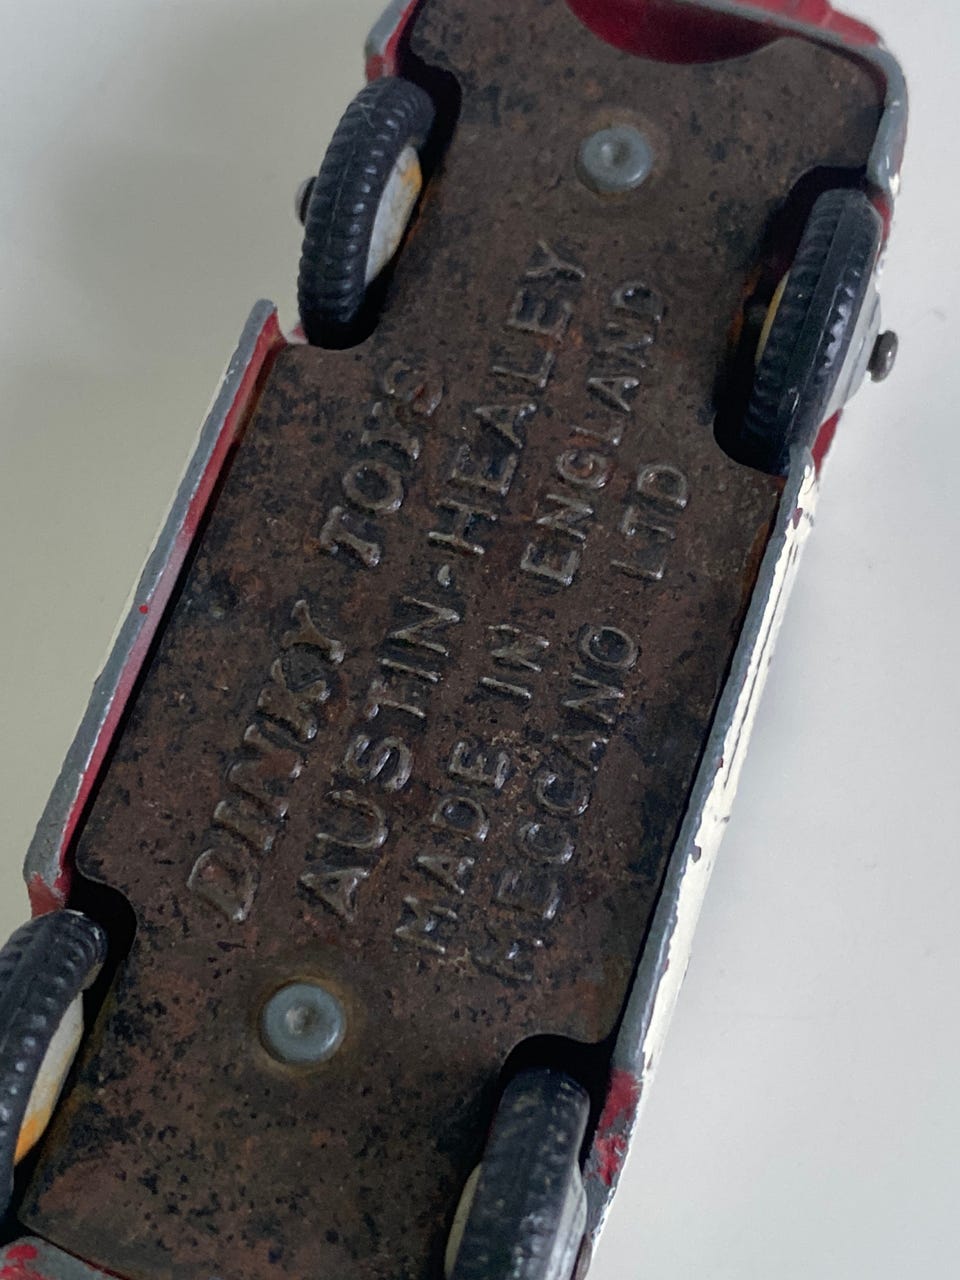 DINKY TOYS
AUSTIN-HEALEY
MADE IN ENGLAND
MECCANO LTD